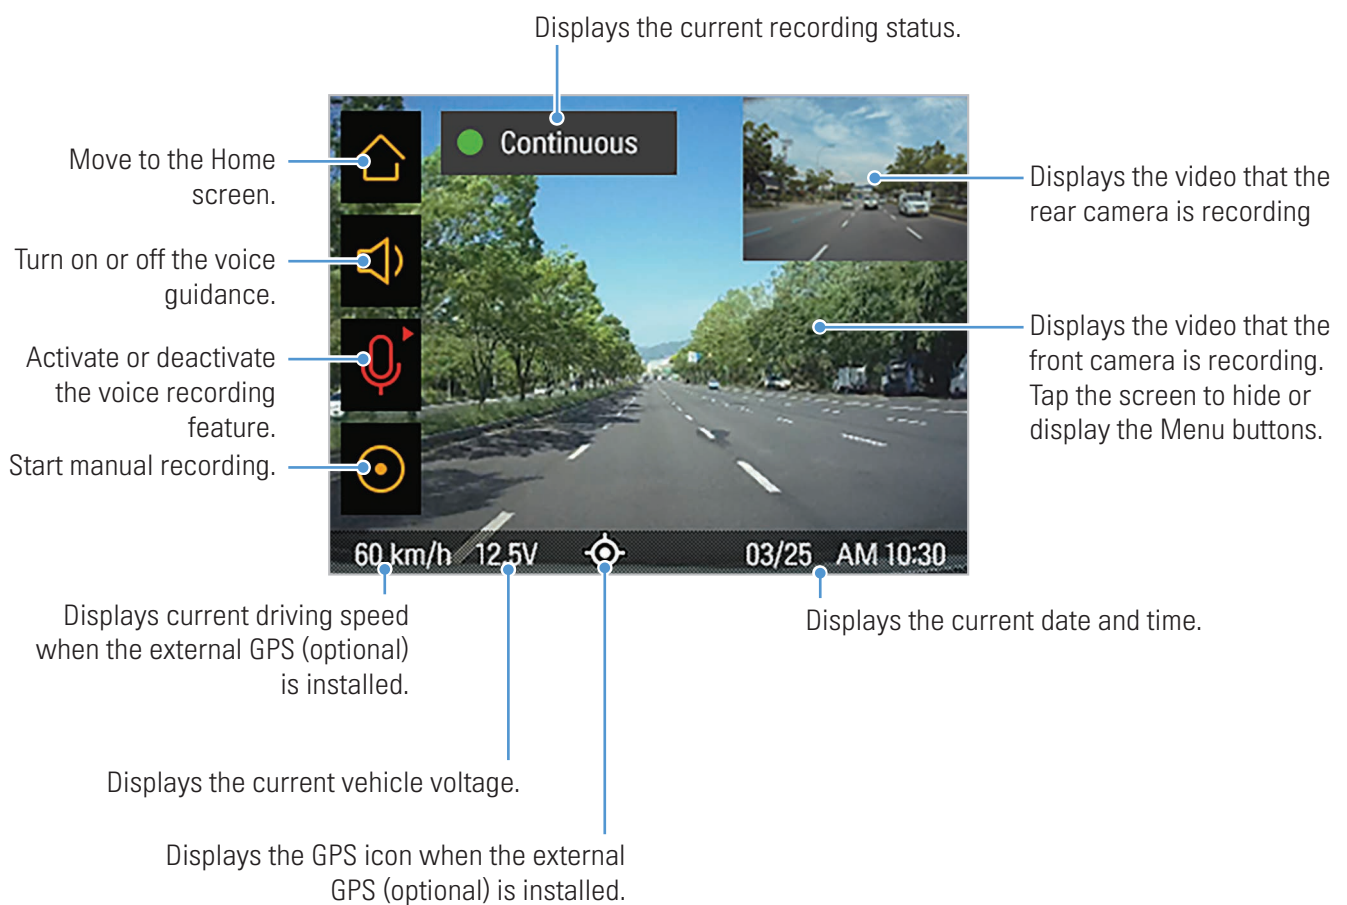 Displays the current recording status.
Continuous
Move to the Home
screen.
Turn on or off the voice
guidance.
Activate or deactivate
the voice recording
feature.
Start manual recording.
Displays the video that the
rear camera is recording
Displays the video that the
front camera is recording.
Tap the screen to hide or
display the Menu buttons.
60 km/h 12.5V 03/25 AM 10:30
Displays current driving speed
when the external GPS (optional)
is installed.
Displays the current date and time.
Displays the current vehicle voltage.
Displays the GPS icon when the external
GPS (optional) is installed.